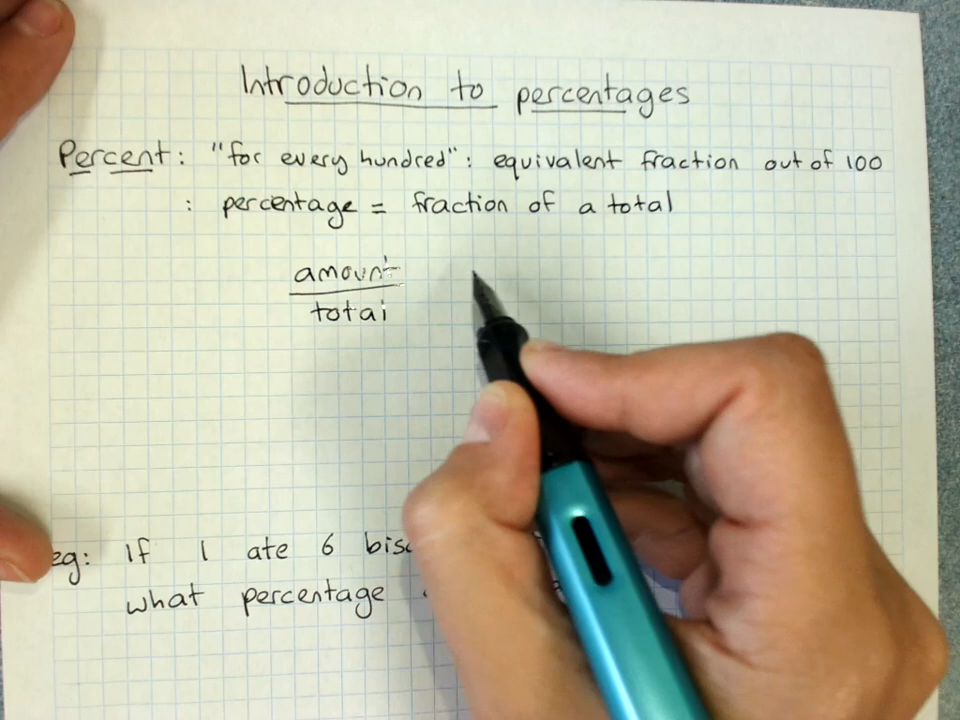 Introduction to percentages
Percent: "for every hundred": equivalent fraction out of 100
: percentage = fraction of a total
amount
total
eg: If I ate 6
what percentage